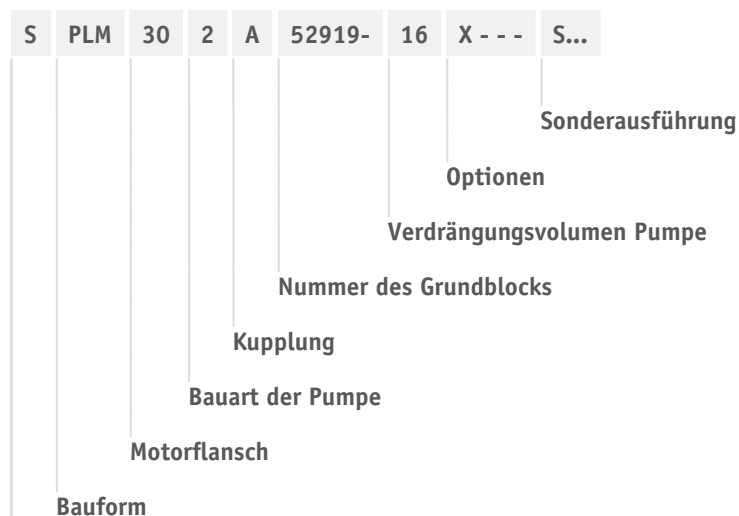 S PLM 30 2 A 52919- 16 X - - - S...
Sonderausführung
Optionen
Verdrängungsvolumen Pumpe
Nummer des Grundblocks
Kupplung
Bauart der Pumpe
Motorflansch
Bauform